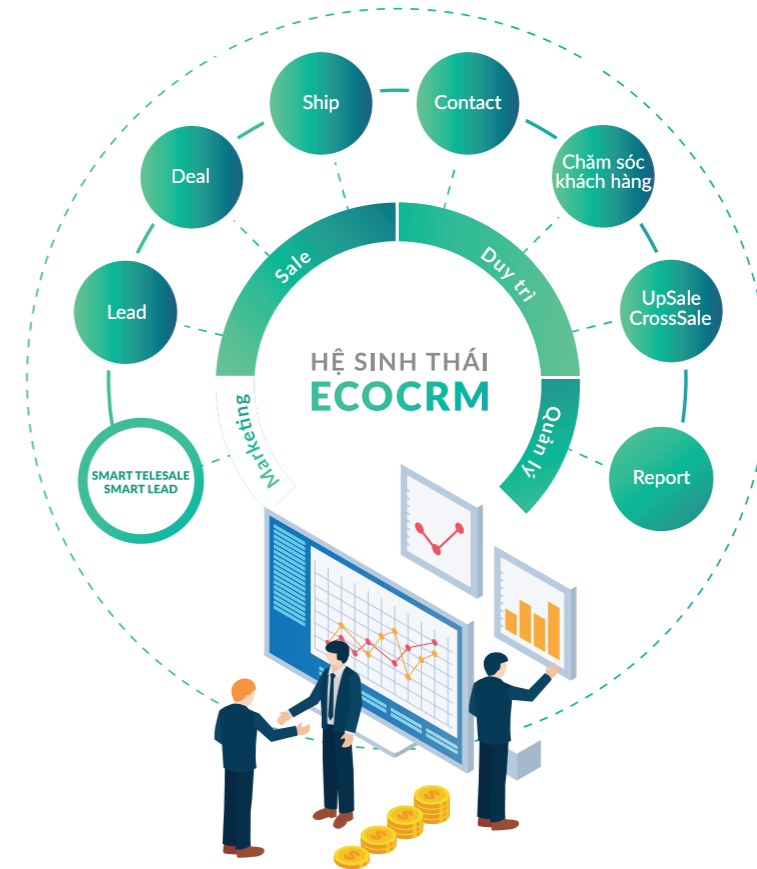 Ship
Contact
Deal
Chăm sóc
khách hàng
Sale
Duy trì
Lead
UpSale
CrossSale
HỆ SINH THÁI
ECOCRM
Marketing
Quản lý
SMART TELESALE
SMART LEAD
Report